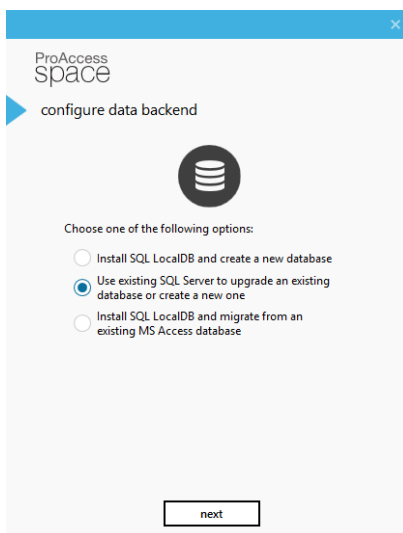 ProAccess
space
configure data backend
Choose one of the following options:
Install SQL LocalDB and create a new database
Use existing SQL Server to upgrade an existing
database or create a new one
Install SQL LocalDB and migrate from an
existing MS Access database
next